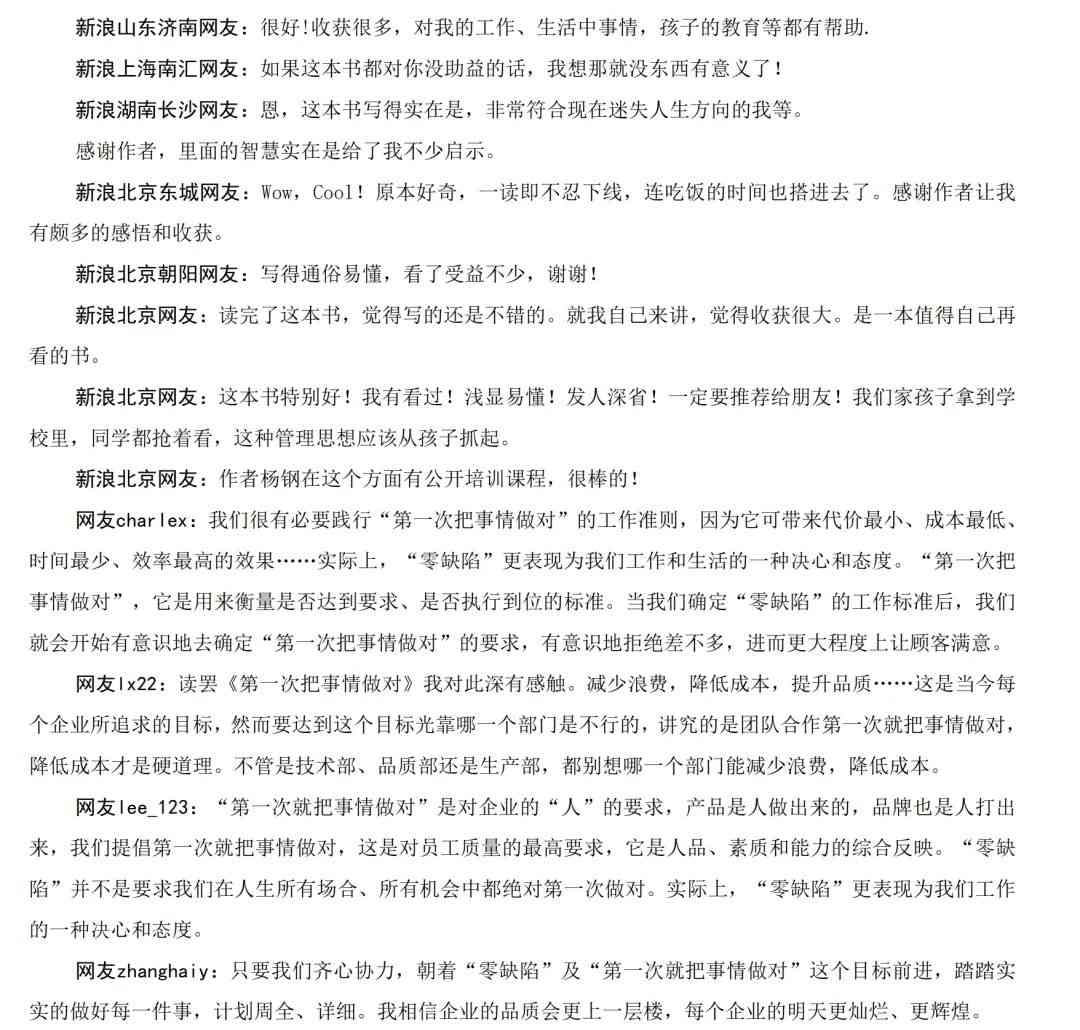 新浪山东济南网友：很好!收获很多，对我的工作、生活中事情，孩子的教育等都有帮助.
新浪上海南汇网友：如果这本书都对你没助益的话，我想那就没东西有意义了！
新浪湖南长沙网友：恩，这本书写得实在是，非常符合现在迷失人生方向的我等。
感谢作者，里面的智慧实在是给了我不少启示。
新浪北京东城网友：Wow，Cool！原本好奇，一读即不忍下线，连吃饭的时间也搭进去了。感谢作者让我
有颇多的感悟和收获。
新浪北京朝阳网友：写得通俗易懂，看了受益不少，谢谢！
新浪北京网友：读完了这本书，觉得写的还是不错的。就我自己来讲，觉得收获很大。是一本值得自己再
看的书。
新浪北京网友：这本书特别好！我有看过！浅显易懂！发人深省！一定要推荐给朋友！我们家孩子拿到学
校里，同学都抢着看，这种管理思想应该从孩子抓起。
新浪北京网友：作者杨钢在这个方面有公开培训课程，很棒的！
网友charlex：我们很有必要践行“第一次把事情做对”的工作准则，因为它可带来代价最小、成本最低、
时间最少、效率最高的效果……实际上，“零缺陷”更表现为我们工作和生活的一种决心和态度。“第一次把
事情做对”，它是用来衡量是否达到要求、是否执行到位的标准。当我们确定“零缺陷”的工作标准后，我们
就会开始有意识地去确定“第一次把事情做对”的要求，有意识地拒绝差不多，进而更大程度上让顾客满意。
网友lx22：读罢《第一次把事情做对》我对此深有感触。减少浪费，降低成本，提升品质……这是当今每
个企业所追求的目标，然而要达到这个目标光靠哪一个部门是不行的，讲究的是团队合作第一次就把事情做对，
降低成本才是硬道理。不管是技术部、品质部还是生产部，都别想哪一个部门能减少浪费，降低成本。
网友lee_123：“第一次就把事情做对”是对企业的“人”的要求，产品是人做出来的，品牌也是人打出
来，我们提倡第一次就把事情做对，这是对员工质量的最高要求，它是人品、素质和能力的综合反映。“零缺
陷”并不是要求我们在人生所有场合、所有机会中都绝对第一次做对。实际上，“零缺陷”更表现为我们工作
的一种决心和态度。
网友zhanghaiy：只要我们齐心协力，朝着“零缺陷”及“第一次就把事情做对”这个目标前进，踏踏实
实的做好每一件事，计划周全、详细。我相信企业的品质会更上一层楼，每个企业的明天更灿烂、更辉煌。